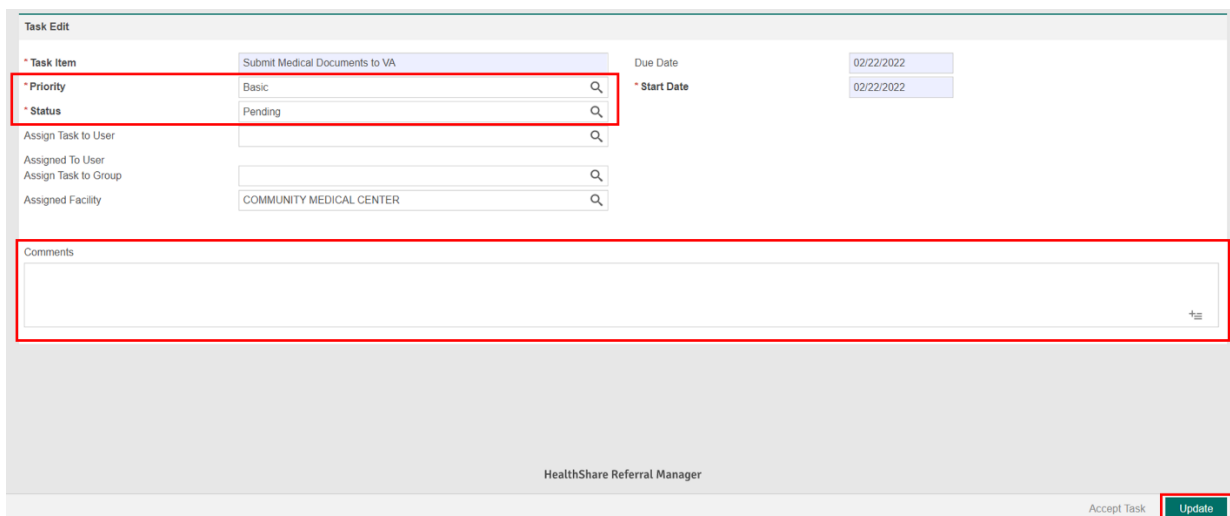 Task Edit
* Task Item Submit Medical Documents to VA Due Date 02/22/2022
* Priority Basic * Start Date 02/22/2022
* Status Pending
Assign Task to User
Assigned To User
Assign Task to Group
Assigned Facility COMMUNITY MEDICAL CENTER
Comments
HealthShare Referral Manager
Accept Task Update